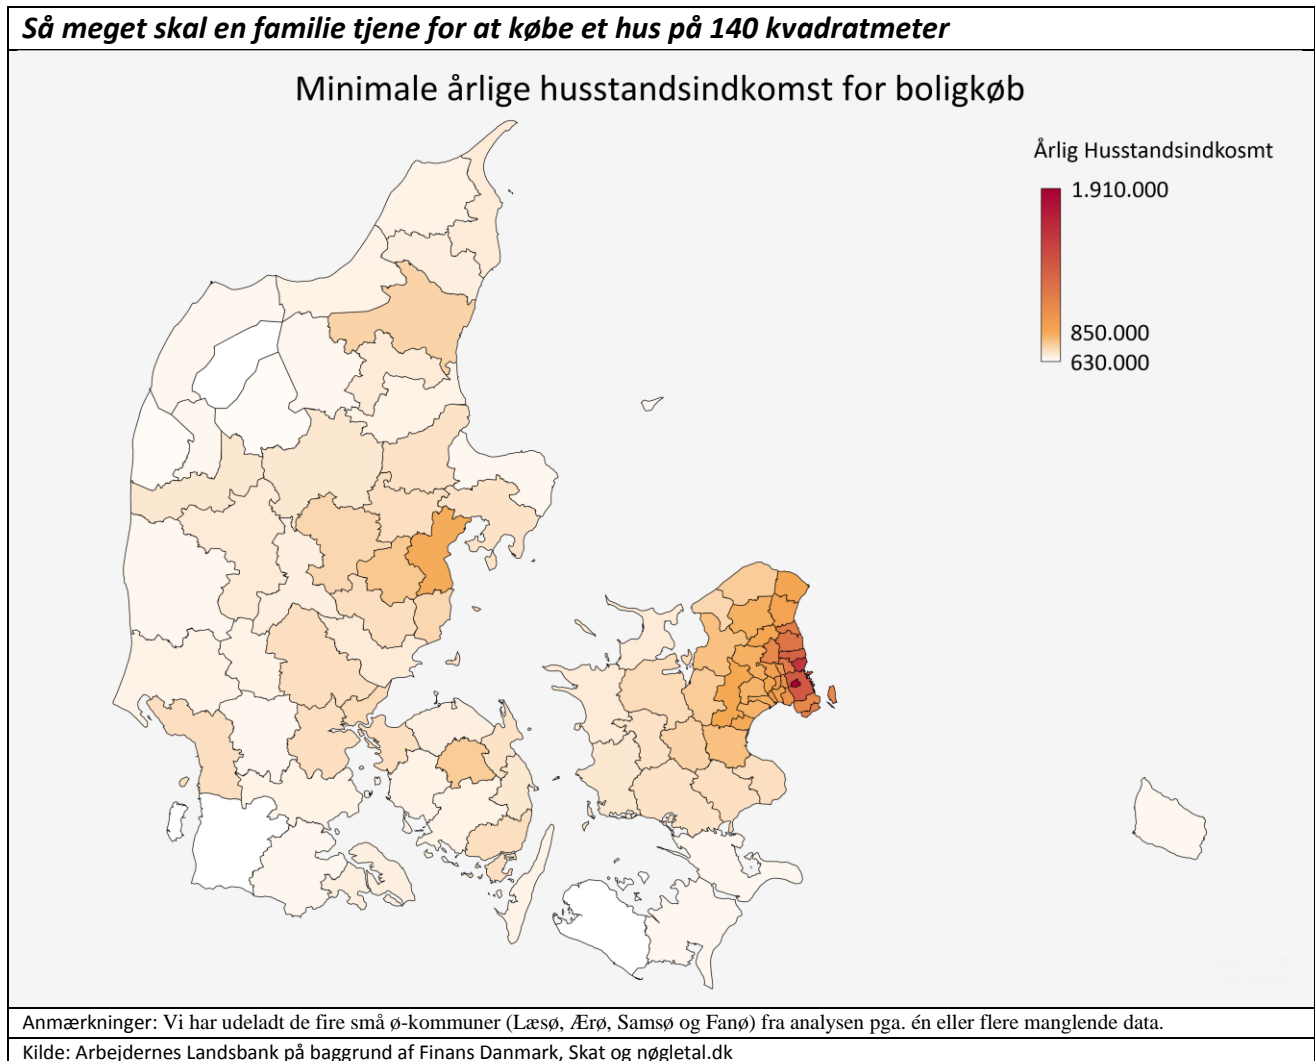 Så meget skal en familie tjene for at købe et hus på 140 kvadratmeter
Minimale årlige husstandsindkomst for boligkøb
Årlig Husstandsindkosmt
1.910.000
850.000
630.000
Anmærkninger: Vi har udeladt de fire små ø-kommuner (Læsø, Ærø, Samsø og Fanø) fra analysen pga. én eller flere manglende data.
Kilde: Arbejdernes Landsbank på baggrund af Finans Danmark, Skat og nøgletal.dk